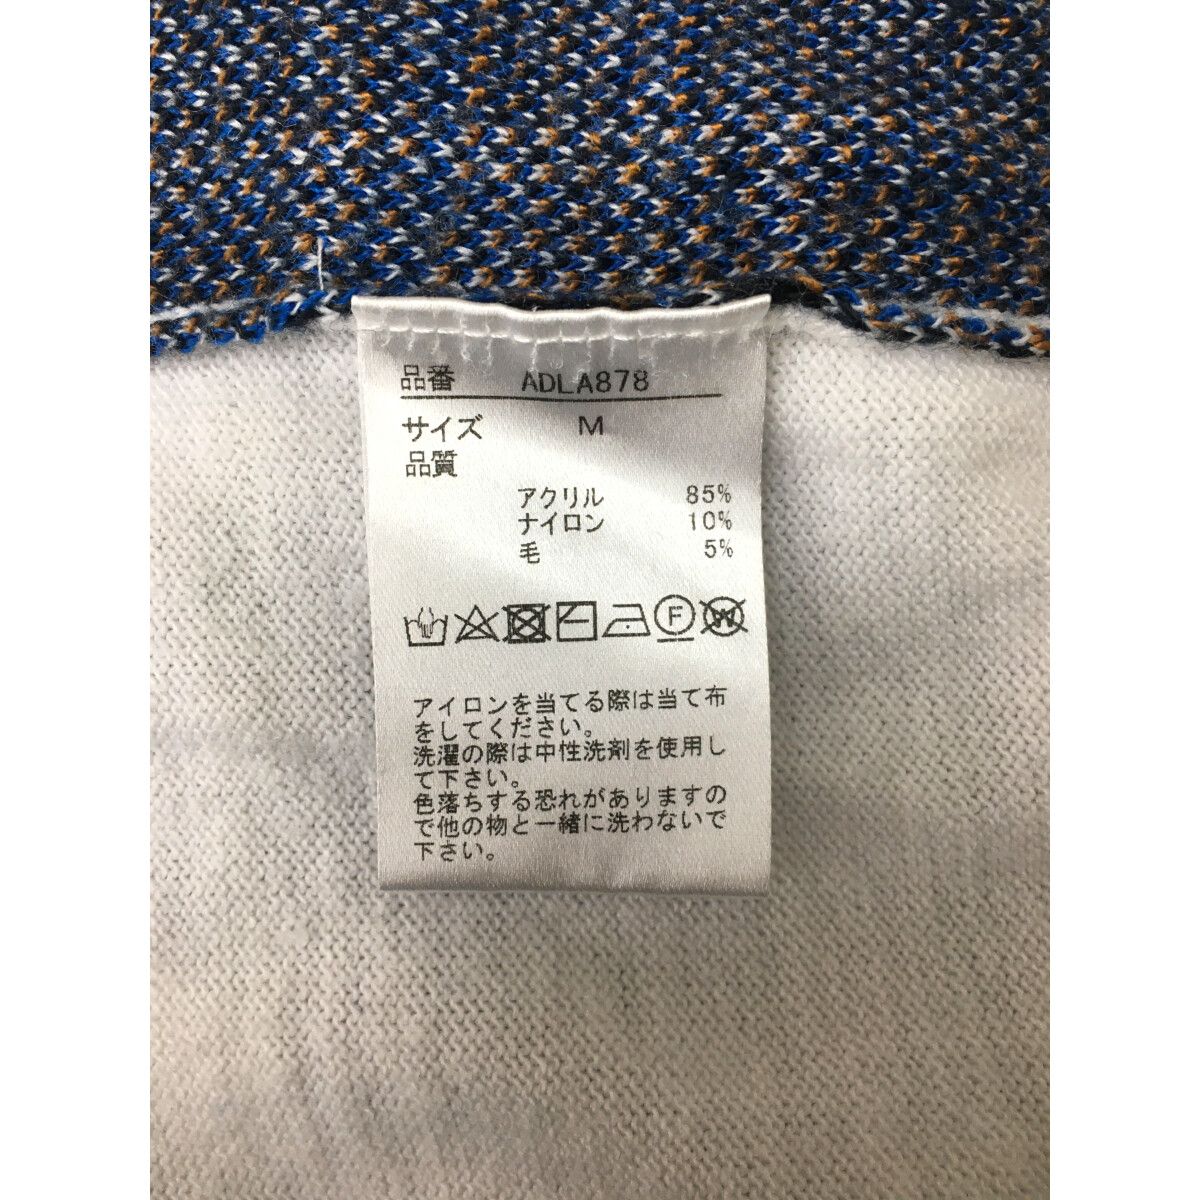 品番 ADLA878
サイズ M
品質
アクリル 85%
ナイロン 10%
毛 5%
F W
アイロンを当てる際は当て布
をしてください。
洗濯の際は中性洗剤を使用し
て下さい。
色落ちする恐れがありますの
で他の物と一緒に洗わないで
下さい。